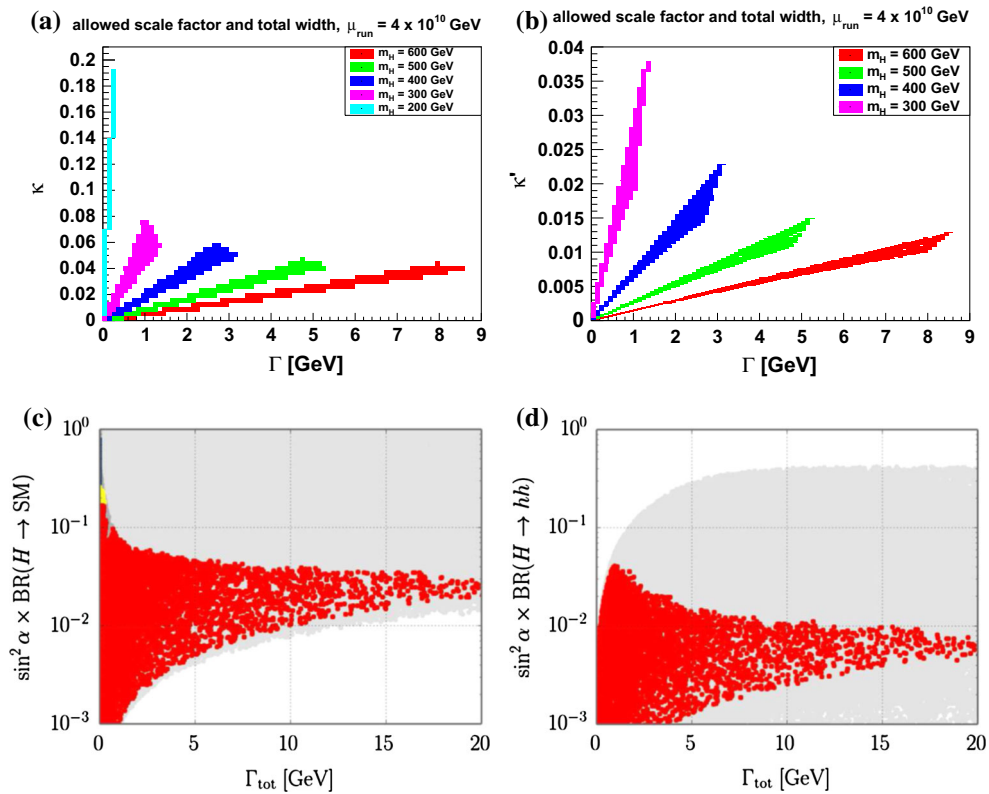 (a) allowed scale factor and total width, μrun = 4 x 10^10 GeV
κ
0.2
0.18
0.16
0.14
0.12
0.1
0.08
0.06
0.04
0.02
0
m_H = 600 GeV
m_H = 500 GeV
m_H = 400 GeV
m_H = 300 GeV
m_H = 200 GeV
0 1 2 3 4 5 6 7 8 9
Γ [GeV]
(b) allowed scale factor and total width, μrun = 4 x 10^10 GeV
κ'
0.04
0.035
0.03
0.025
0.02
0.015
0.01
0.005
0
m_H = 600 GeV
m_H = 500 GeV
m_H = 400 GeV
m_H = 300 GeV
0 1 2 3 4 5 6 7 8 9
Γ [GeV]
(c)
sin² α × BR(H → SM)
10^0
10^-1
10^-2
10^-3
0 5 10 15 20
Γtot [GeV]
(d)
sin² α × BR(H → hh)
10^0
10^-1
10^-2
10^-3
0 5 10 15 20
Γtot [GeV]